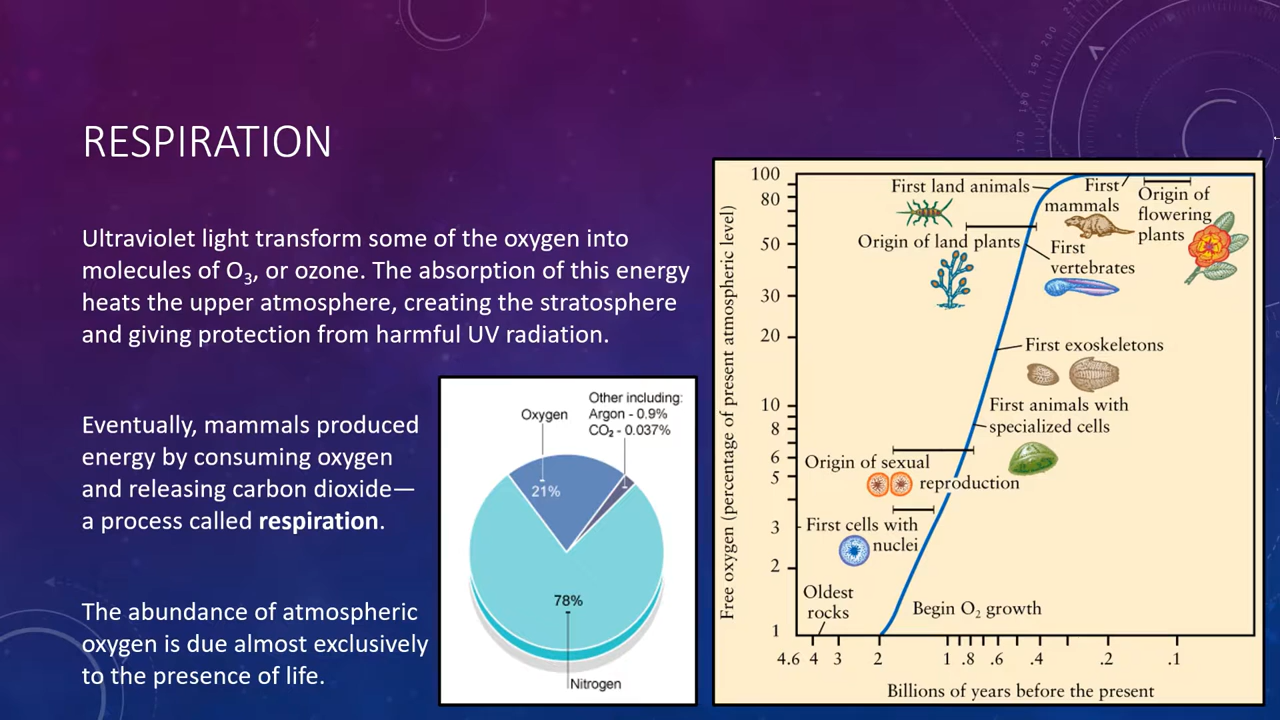 RESPIRATION
Ultraviolet light transform some of the oxygen into
molecules of O₃, or ozone. The absorption of this energy
heats the upper atmosphere, creating the stratosphere
and giving protection from harmful UV radiation.
Eventually, mammals produced
energy by consuming oxygen
and releasing carbon dioxide—
a process called respiration.
The abundance of atmospheric
oxygen is due almost exclusively
to the presence of life.
Oxygen
Other including:
Argon - 0.9%
CO₂ - 0.037%
21%
78%
Nitrogen
Free oxygen (percentage of present atmospheric level)
100
80
50
30
20
10
8
6
5
3
2
1
First land animals
First
mammals
Origin of
flowering
plants
Origin of land plants
First
vertebrates
First exoskeletons
First animals with
specialized cells
Origin of sexual
reproduction
First cells with
nuclei
Oldest
rocks
Begin O₂ growth
4.6 4 3 2 1 .8 .6 .4 .2 .1
Billions of years before the present
170 190 200